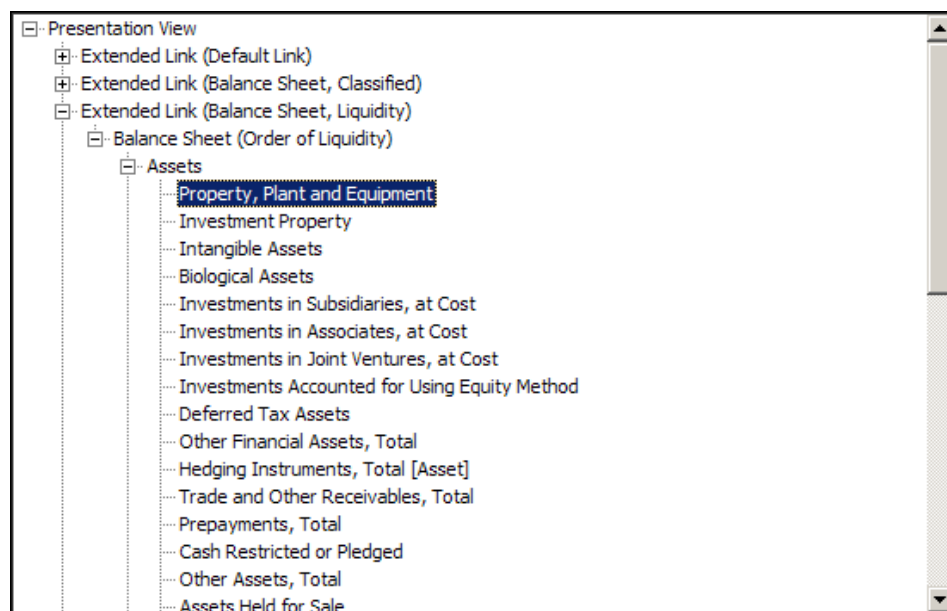 Presentation View
Extended Link (Default Link)
Extended Link (Balance Sheet, Classified)
Extended Link (Balance Sheet, Liquidity)
Balance Sheet (Order of Liquidity)
Assets
Property, Plant and Equipment
Investment Property
Intangible Assets
Biological Assets
Investments in Subsidiaries, at Cost
Investments in Associates, at Cost
Investments in Joint Ventures, at Cost
Investments Accounted for Using Equity Method
Deferred Tax Assets
Other Financial Assets, Total
Hedging Instruments, Total [Asset]
Trade and Other Receivables, Total
Prepayments, Total
Cash Restricted or Pledged
Other Assets, Total
Assets Held for Sale